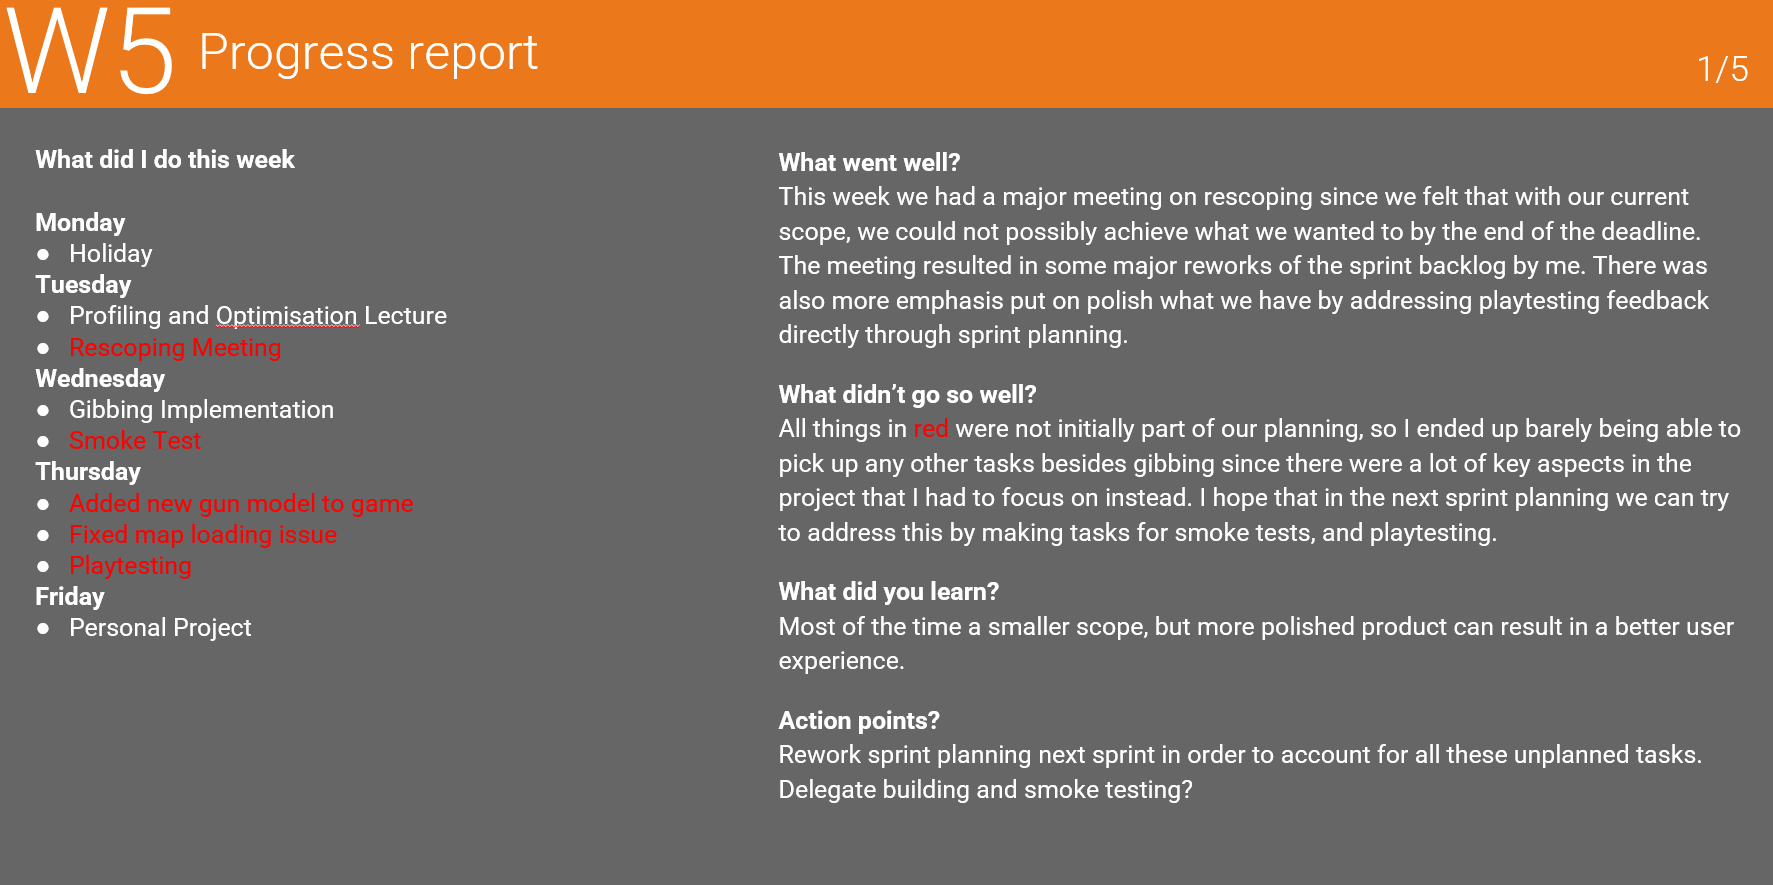 W5 Progress report
1/5
What did I do this week
Monday
● Holiday
Tuesday
● Profiling and Optimisation Lecture
● Rescoping Meeting
Wednesday
● Gibbing Implementation
● Smoke Test
Thursday
● Added new gun model to game
● Fixed map loading issue
● Playtesting
Friday
● Personal Project
What went well?
This week we had a major meeting on rescoping since we felt that with our current
scope, we could not possibly achieve what we wanted to by the end of the deadline.
The meeting resulted in some major reworks of the sprint backlog by me. There was
also more emphasis put on polish what we have by addressing playtesting feedback
directly through sprint planning.
What didn’t go so well?
All things in red were not initially part of our planning, so I ended up barely being able to
pick up any other tasks besides gibbing since there were a lot of key aspects in the
project that I had to focus on instead. I hope that in the next sprint planning we can try
to address this by making tasks for smoke tests, and playtesting.
What did you learn?
Most of the time a smaller scope, but more polished product can result in a better user
experience.
Action points?
Rework sprint planning next sprint in order to account for all these unplanned tasks.
Delegate building and smoke testing?